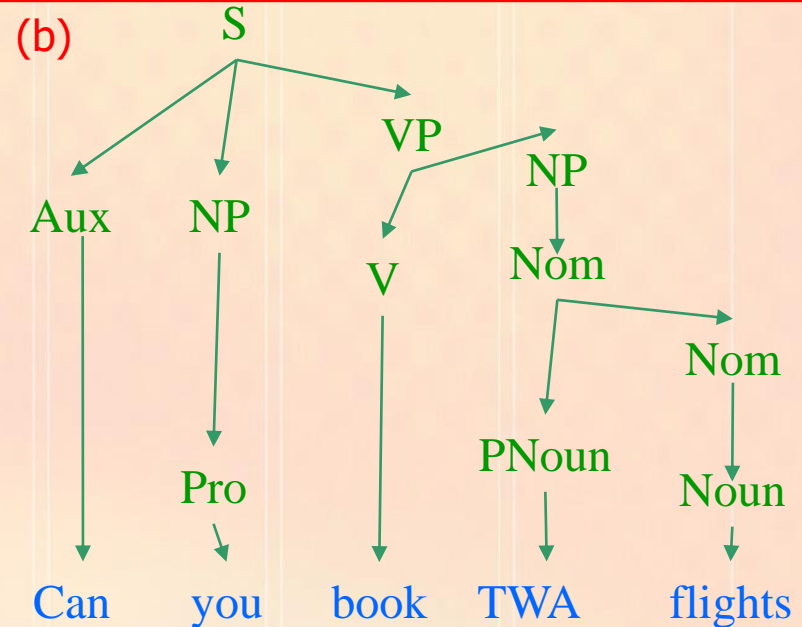 (b)
S
VP
NP
Aux NP
V Nom
Nom
PNoun
Pro Noun
Can you book TWA flights